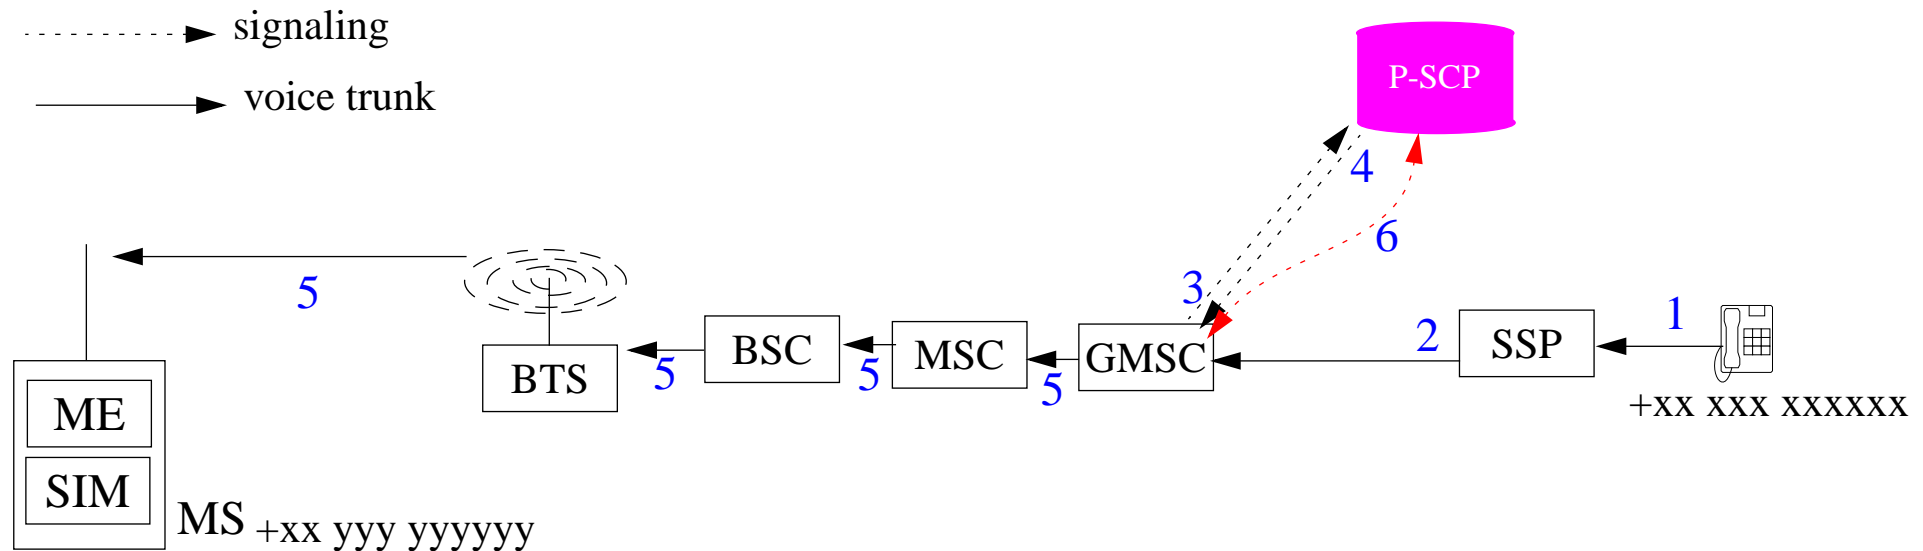 signaling
voice trunk
P-SCP
4
6
3
5
1
2
SSP
BSC
MSC
GMSC
BTS
5
5
5
+xx xxx xxxxxx
ME
SIM
MS +xx yyy yyyyyy